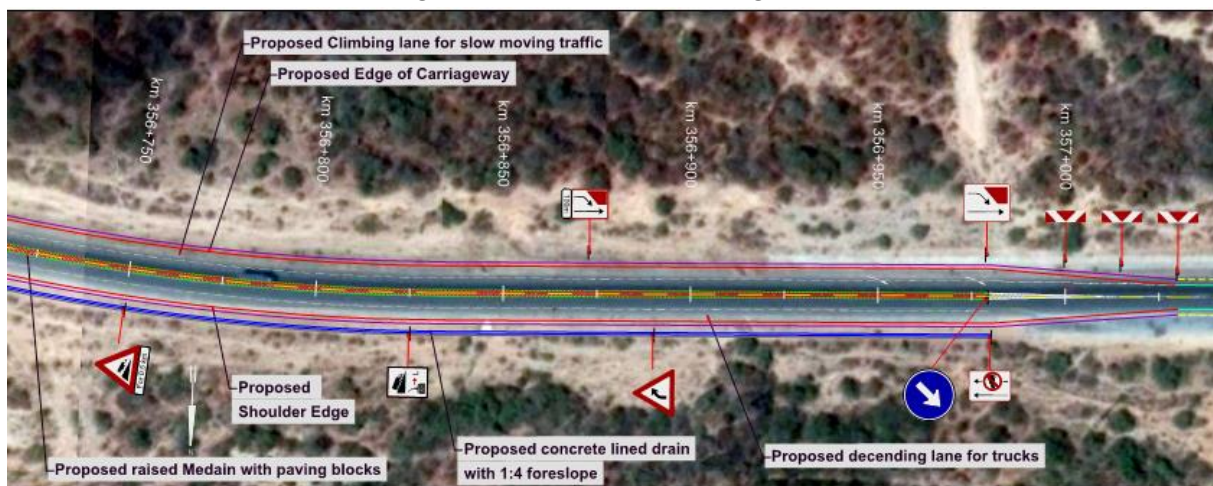 Proposed Climbing lane for slow moving traffic
Proposed Edge of Carriageway
km 356+750
km 356+800
km 356+850
km 356+900
km 356+950
km 357+000
Proposed
Shoulder Edge
Proposed raised Medain with paving blocks
Proposed concrete lined drain
with 1:4 foreslope
Proposed decending lane for trucks